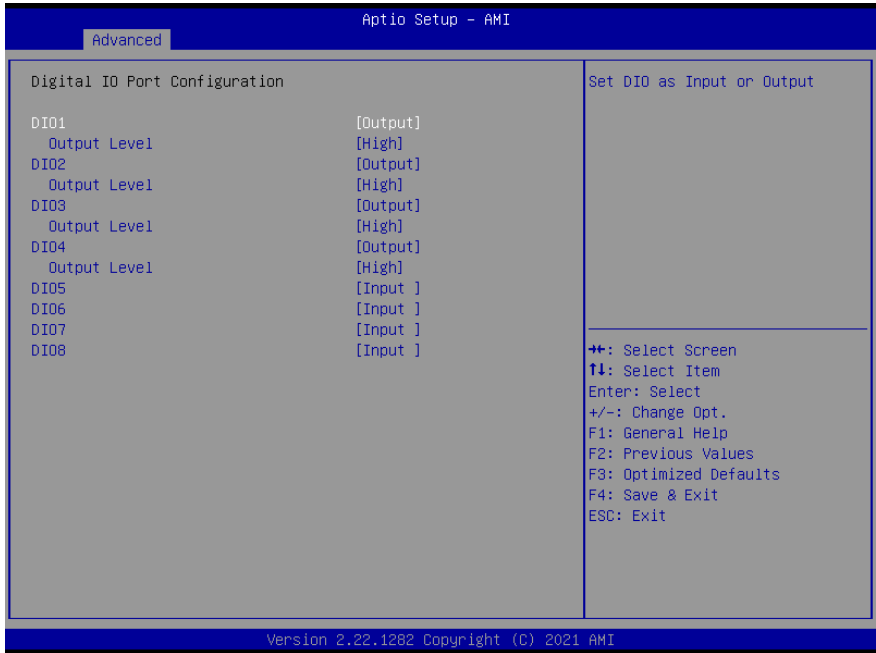 Aptio Setup – AMI
Advanced
Digital IO Port Configuration
DIO1 [Output]
Output Level [High]
DIO2 [Output]
Output Level [High]
DIO3 [Output]
Output Level [High]
DIO4 [Output]
Output Level [High]
DIO5 [Input ]
DIO6 [Input ]
DIO7 [Input ]
DIO8 [Input ]
Set DIO as Input or Output
→←: Select Screen
↑↓: Select Item
Enter: Select
+/-: Change Opt.
F1: General Help
F2: Previous Values
F3: Optimized Defaults
F4: Save & Exit
ESC: Exit
Version 2.22.1282 Copyright (C) 2021 AMI